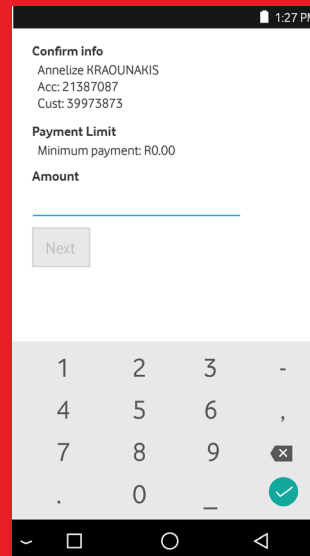 1:27 PM
Confirm info
Annelize KRAOUNAKIS
Acc: 21387087
Cust: 39973873
Payment Limit
Minimum payment: R0.00
Amount
Next
1 2 3 -
4 5 6 ,
7 8 9
. 0 _